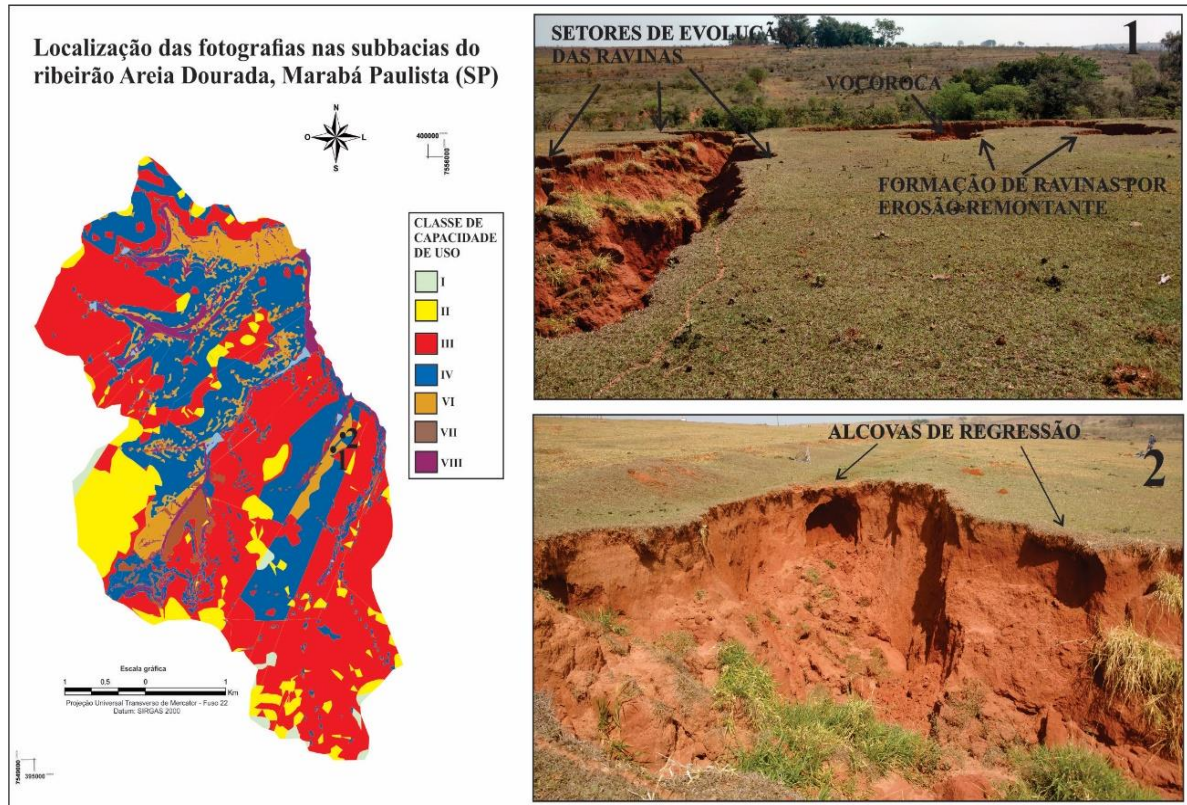 Localização das fotografias nas subbacias do
ribeirão Areia Dourada, Marabá Paulista (SP)
N
O
L
S
400000
7556000
CLASSE DE
CAPACIDADE
DE USO
I
II
III
IV
VI
VII
VIII
2
1
Escala gráfica
1 0.5 0 1
Km
Projeção Universal Transverso de Mercator - Fuso 22
Datum: SIRGAS 2000
7549000
395000
SETORES DE EVOLUÇÃ
DAS RAVINAS
1
VOÇOROCA
FORMAÇÃO DE RAVINAS POR
EROSÃO REMONTANTE
ALCOVAS DE REGRESSÃO
2